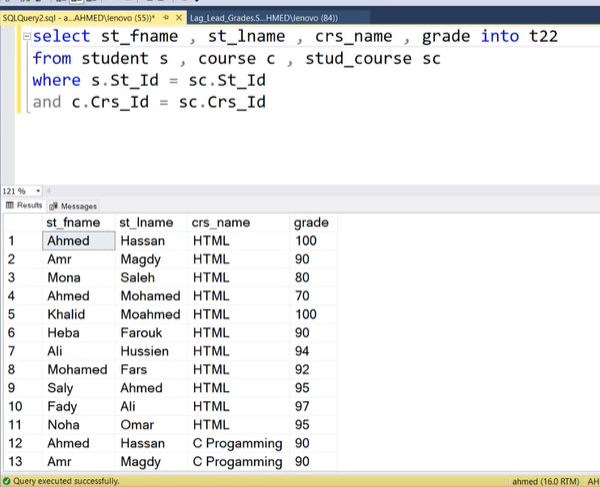 SQLQuery2.sql - a...AHMED\lenovo (55))* Lag_Lead_Grades.S...HMED\lenovo (84))
select st_fname , st_lname , crs_name , grade into t22
from student s , course c , stud_course sc
where s.St_Id = sc.St_Id
and c.Crs_Id = sc.Crs_Id
121 %
Results Messages
st_fname st_lname crs_name grade
1 Ahmed Hassan HTML 100
2 Amr Magdy HTML 90
3 Mona Saleh HTML 80
4 Ahmed Mohamed HTML 70
5 Khalid Moahmed HTML 100
6 Heba Farouk HTML 90
7 Ali Hussien HTML 94
8 Mohamed Fars HTML 92
9 Saly Ahmed HTML 95
10 Fady Ali HTML 97
11 Noha Omar HTML 95
12 Ahmed Hassan C Progamming 90
13 Amr Magdy C Progamming 90
Query executed successfully. ahmed (16.0 RTM) AH